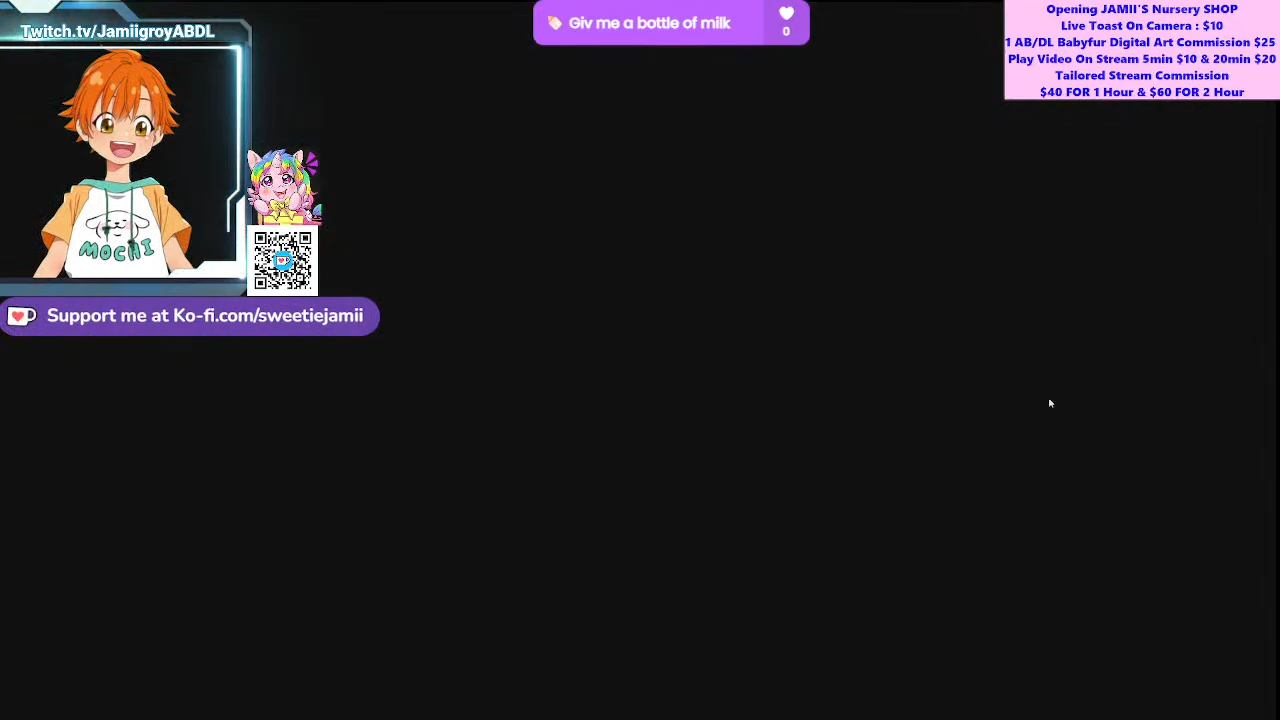 Twitch.tv/JamiigroyABDL
MOCHI
Support me at Ko-fi.com/sweetiejamii
Giv me a bottle of milk
0
Opening JAMII'S Nursery SHOP
Live Toast On Camera : $10
1 AB/DL Babyfur Digital Art Commission $25
Play Video On Stream 5min $10 & 20min $20
Tailored Stream Commission
$40 FOR 1 Hour & $60 FOR 2 Hour